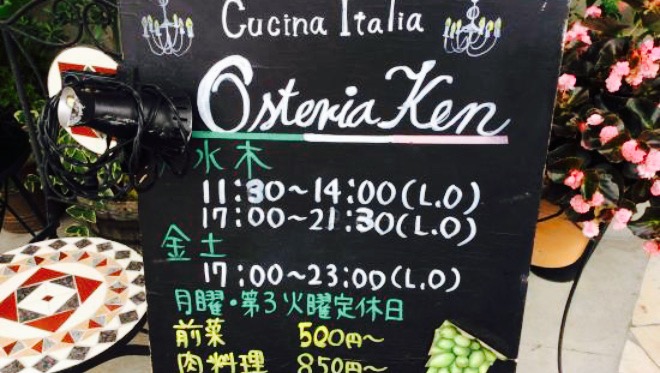 Cucina Italia
Osteria Ken
水木
11:30~14:00(L.O)
17:00~21:30(L.O)
金土
17:00~23:00(L.O)
月曜・第3火曜定休日
前菜 500円~
肉料理 850円~